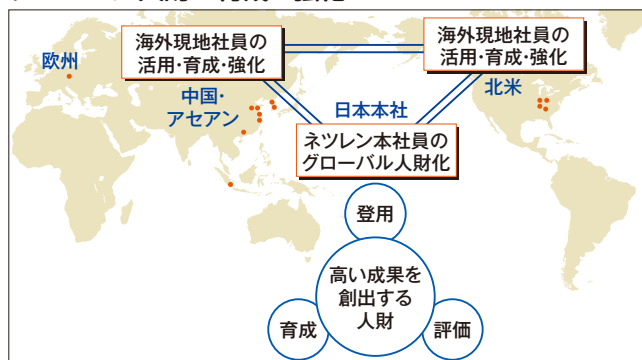 海外現地社員の
活用・育成・強化
海外現地社員の
活用・育成・強化
欧州
中国・
アセアン
日本本社
北米
ネツレン本社員の
グローバル人財化
登用
高い成果を
創出する
人財
育成
評価